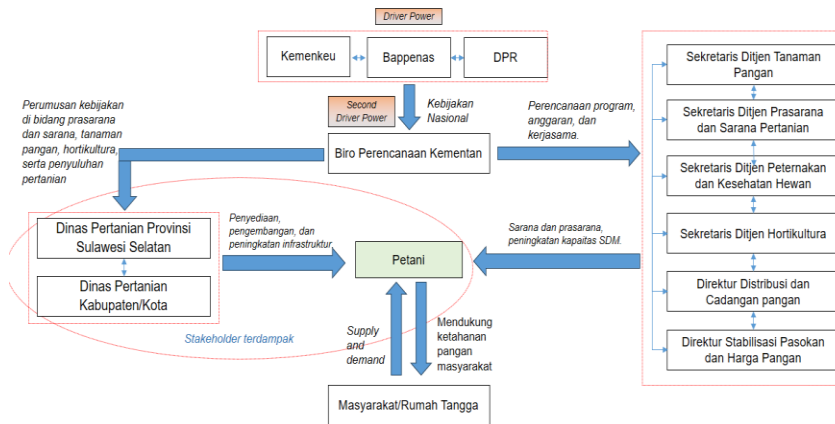 Driver Power
Kemenkeu
Bappenas
DPR
Second
Driver Power
Kebijakan
Nasional
Perumusan kebijakan
di bidang prasarana
dan sarana, tanaman
pangan, hortikultura,
serta penyuluhan
pertanian
Biro Perencanaan Kementan
Perencanaan program,
anggaran, dan
kerjasama.
Sekretaris Ditjen Tanaman
Pangan
Sekretaris Ditjen Prasarana
dan Sarana Pertanian
Sekretaris Ditjen Peternakan
dan Kesehatan Hewan
Sekretaris Ditjen Hortikultura
Direktur Distribusi dan
Cadangan pangan
Direktur Stabilisasi Pasokan
dan Harga Pangan
Dinas Pertanian Provinsi
Sulawesi Selatan
Dinas Pertanian
Kabupaten/Kota
Penyediaan,
pengembangan, dan
peningkatan infrastruktur.
Petani
Sarana dan prasarana,
peningkatan kapasitas SDM.
Stakeholder terdampak
Supply
and
demand
Mendukung
ketahanan
pangan
masyarakat
Masyarakat/Rumah Tangga